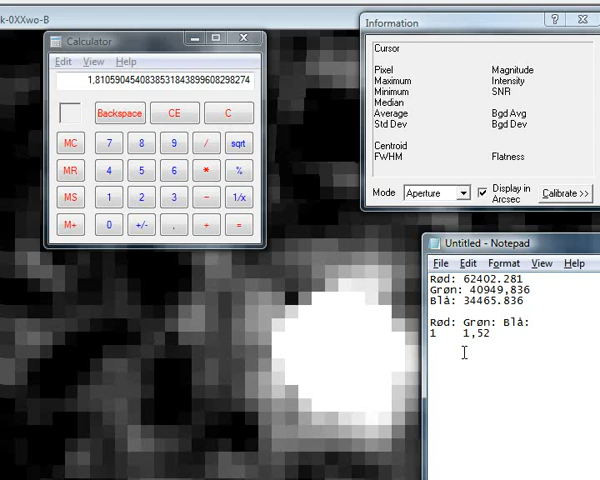 k-0XXwo-B
Calculator
Edit View Help
1,8105904540838531843899608298274
Backspace CE C
MC 7 8 9 / sqrt
MR 4 5 6 * %
MS 1 2 3 - 1/x
M+ 0 +/- , + =
Information
Cursor
Pixel Magnitude
Maximum Intensity
Minimum SNR
Median
Average Bgd Avg
Std Dev Bgd Dev
Centroid
FWHM Flatness
Mode Aperture Display in Arcsec Calibrate >>
Untitled - Notepad
File Edit Format View Help
Rød: 62402.281
Grøn: 40949,836
Blå: 34465.836
Rød: Grøn: Blå:
1 1,52